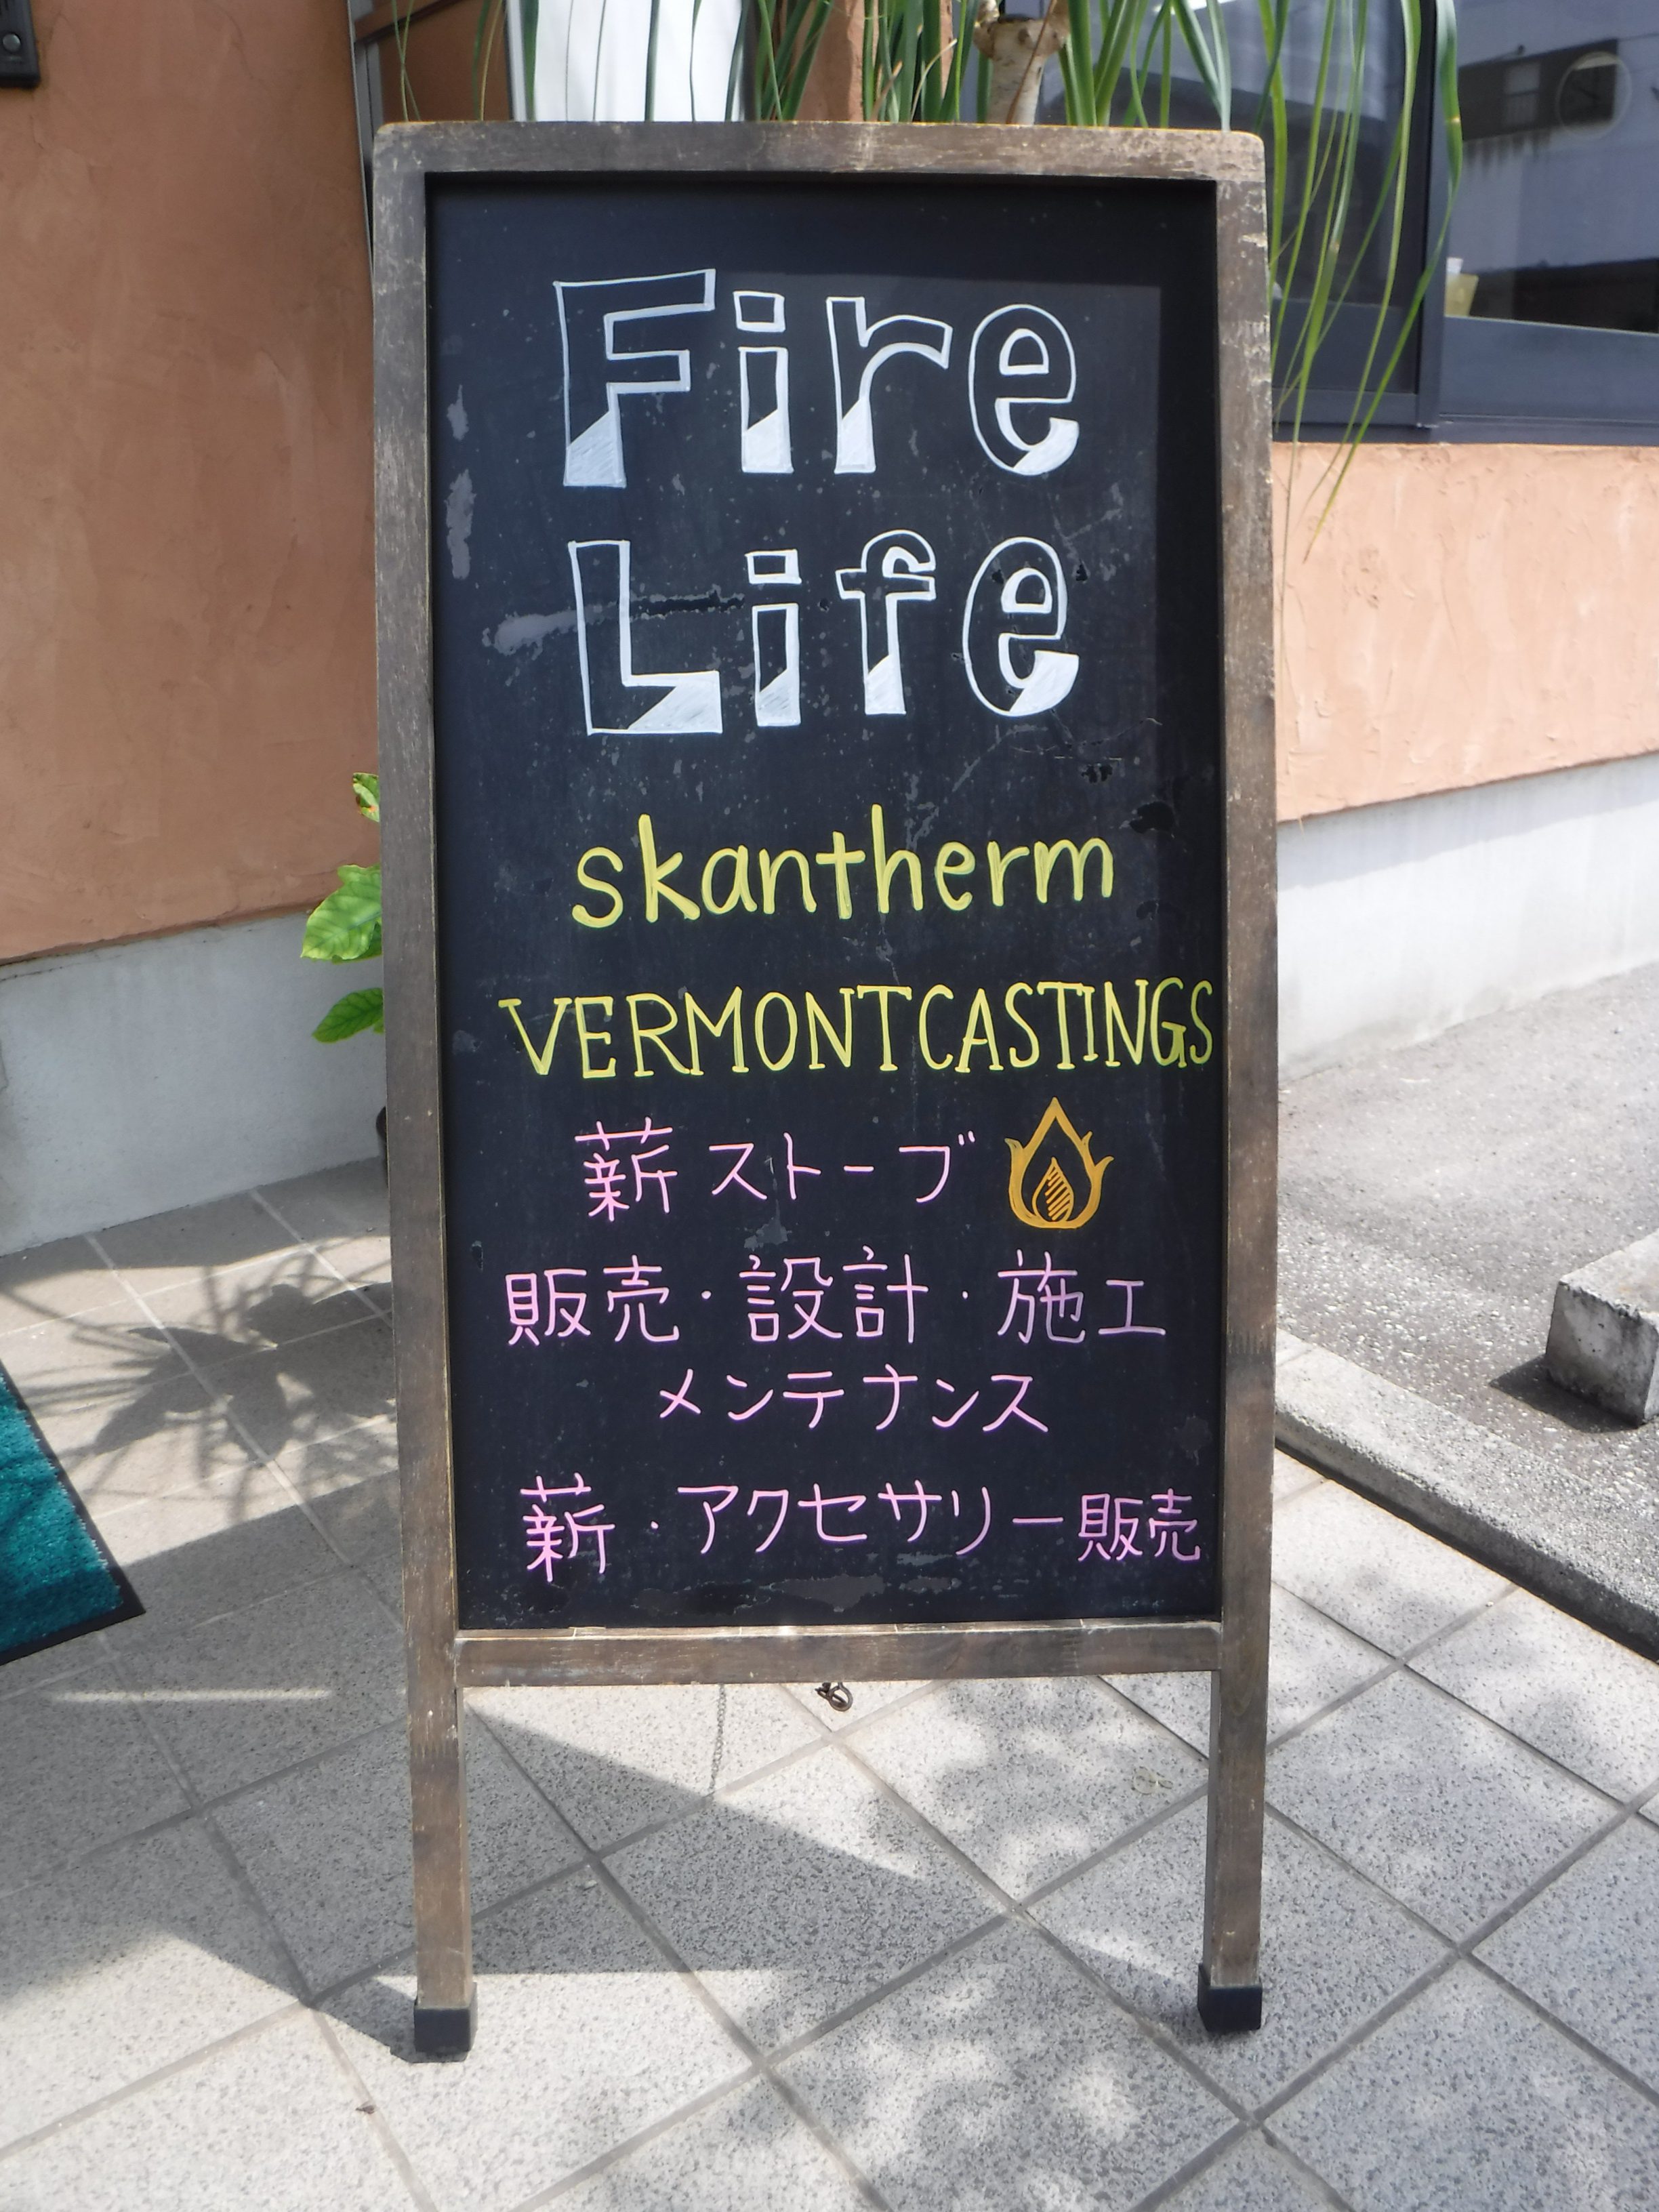 Fire
Life
skantherm
VERMONTCASTINGS
薪ストーブ
販売・設計・施工
メンテナンス
薪・アクセサリー販売